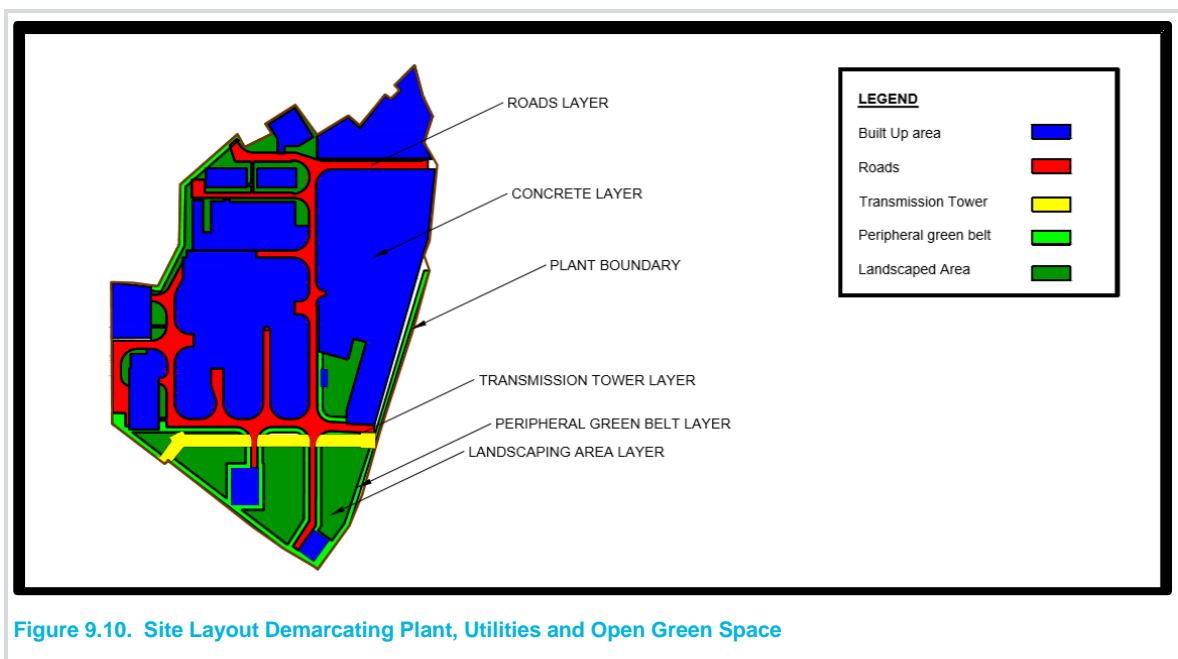 ROADS LAYER
CONCRETE LAYER
PLANT BOUNDARY
TRANSMISSION TOWER LAYER
PERIPHERAL GREEN BELT LAYER
LANDSCAPING AREA LAYER
LEGEND
Built Up area
Roads
Transmission Tower
Peripheral green belt
Landscaped Area
Figure 9.10. Site Layout Demarcating Plant, Utilities and Open Green Space